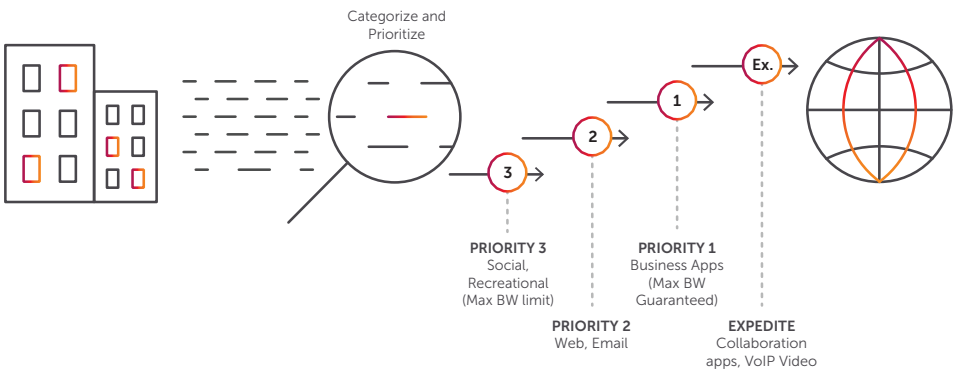 Categorize and
Prioritize
Ex.
1
2
3
PRIORITY 3
Social,
Recreational
(Max BW limit)
PRIORITY 2
Web, Email
PRIORITY 1
Business Apps
(Max BW
Guaranteed)
EXPEDITE
Collaboration
apps, VoIP Video